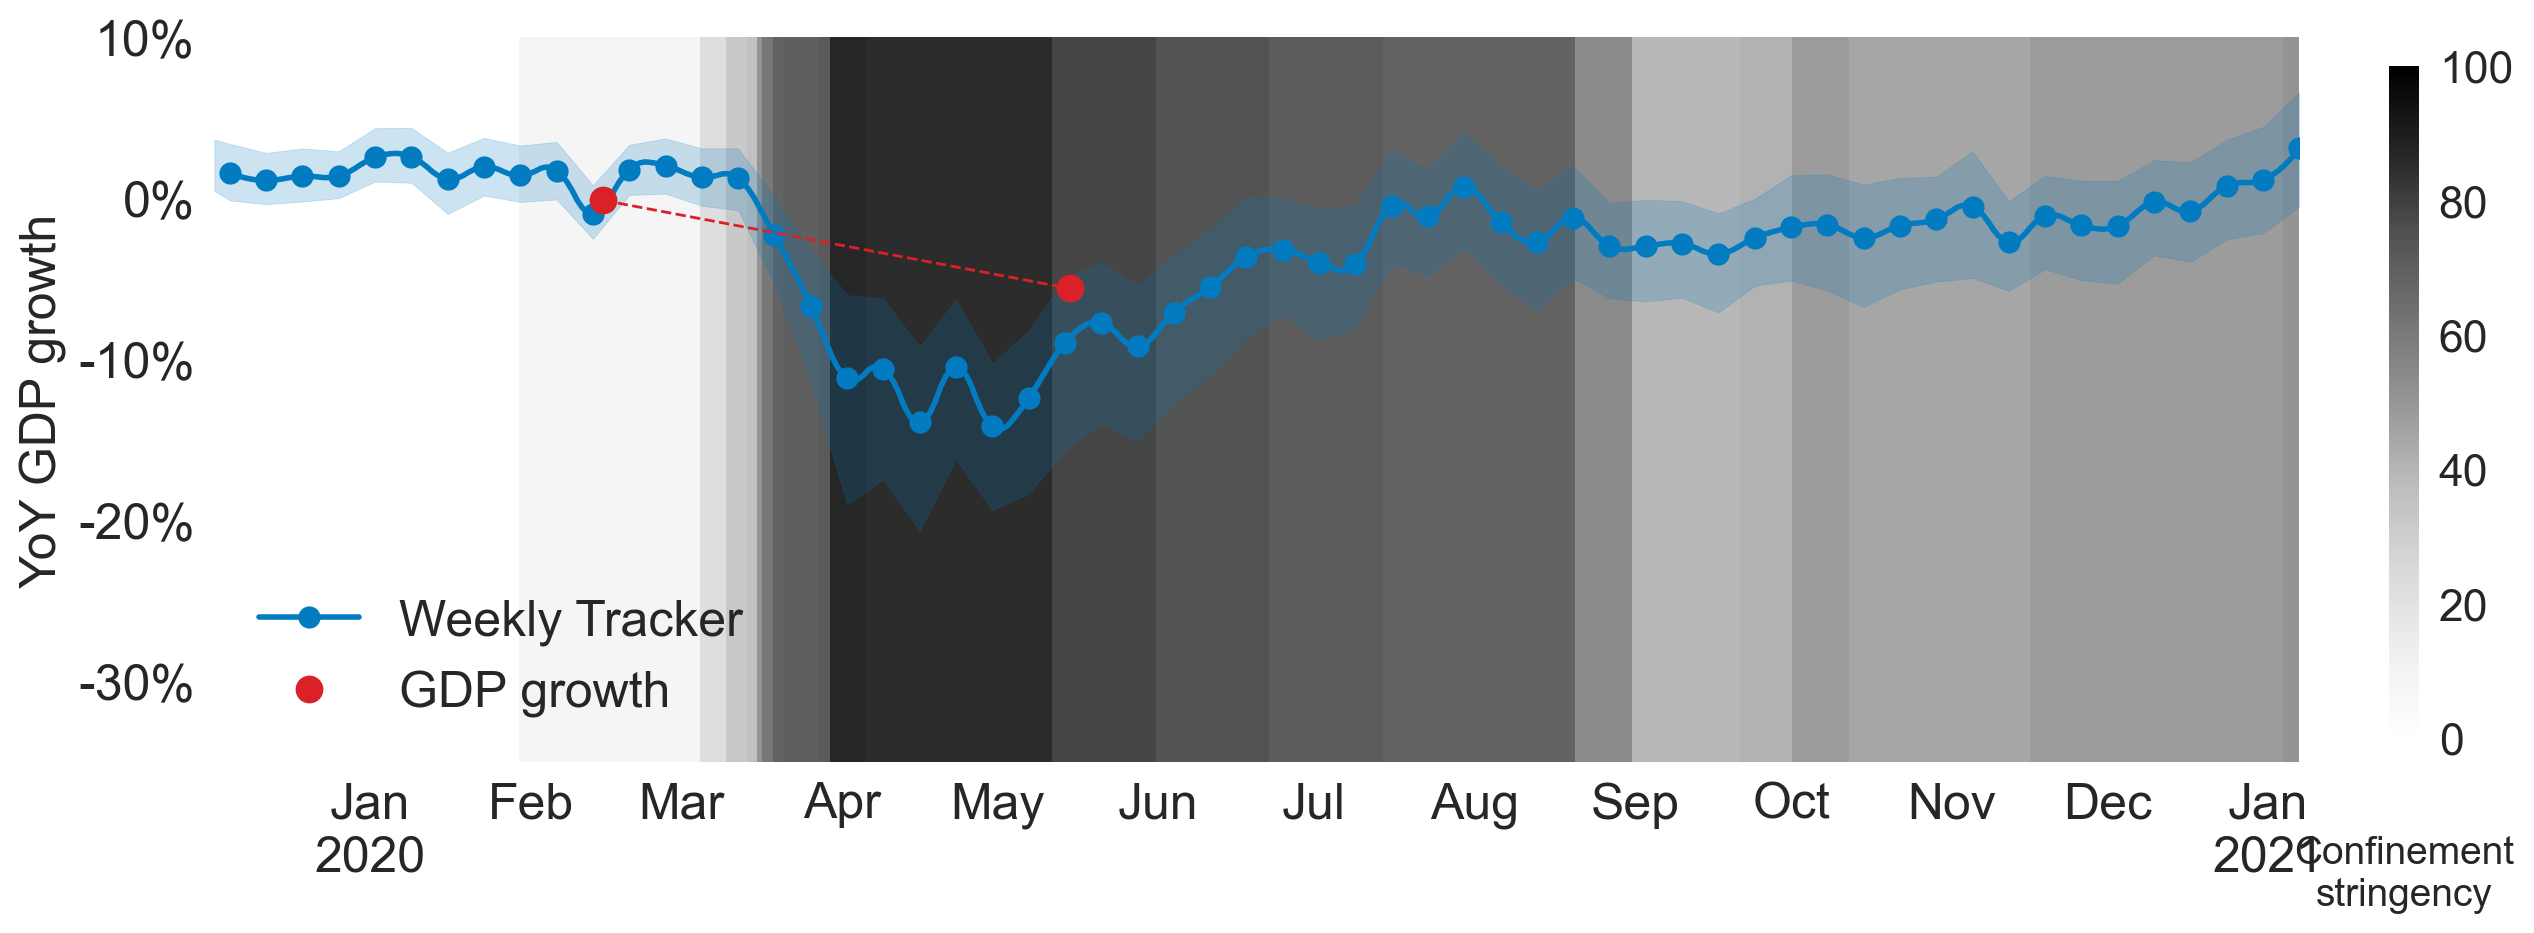 10%
0%
-10%
-20%
-30%
YoY GDP growth
Weekly Tracker
GDP growth
Jan
2020
Feb
Mar
Apr
May
Jun
Jul
Aug
Sep
Oct
Nov
Dec
Jan
2021
100
80
60
40
20
0
Confinement
stringency